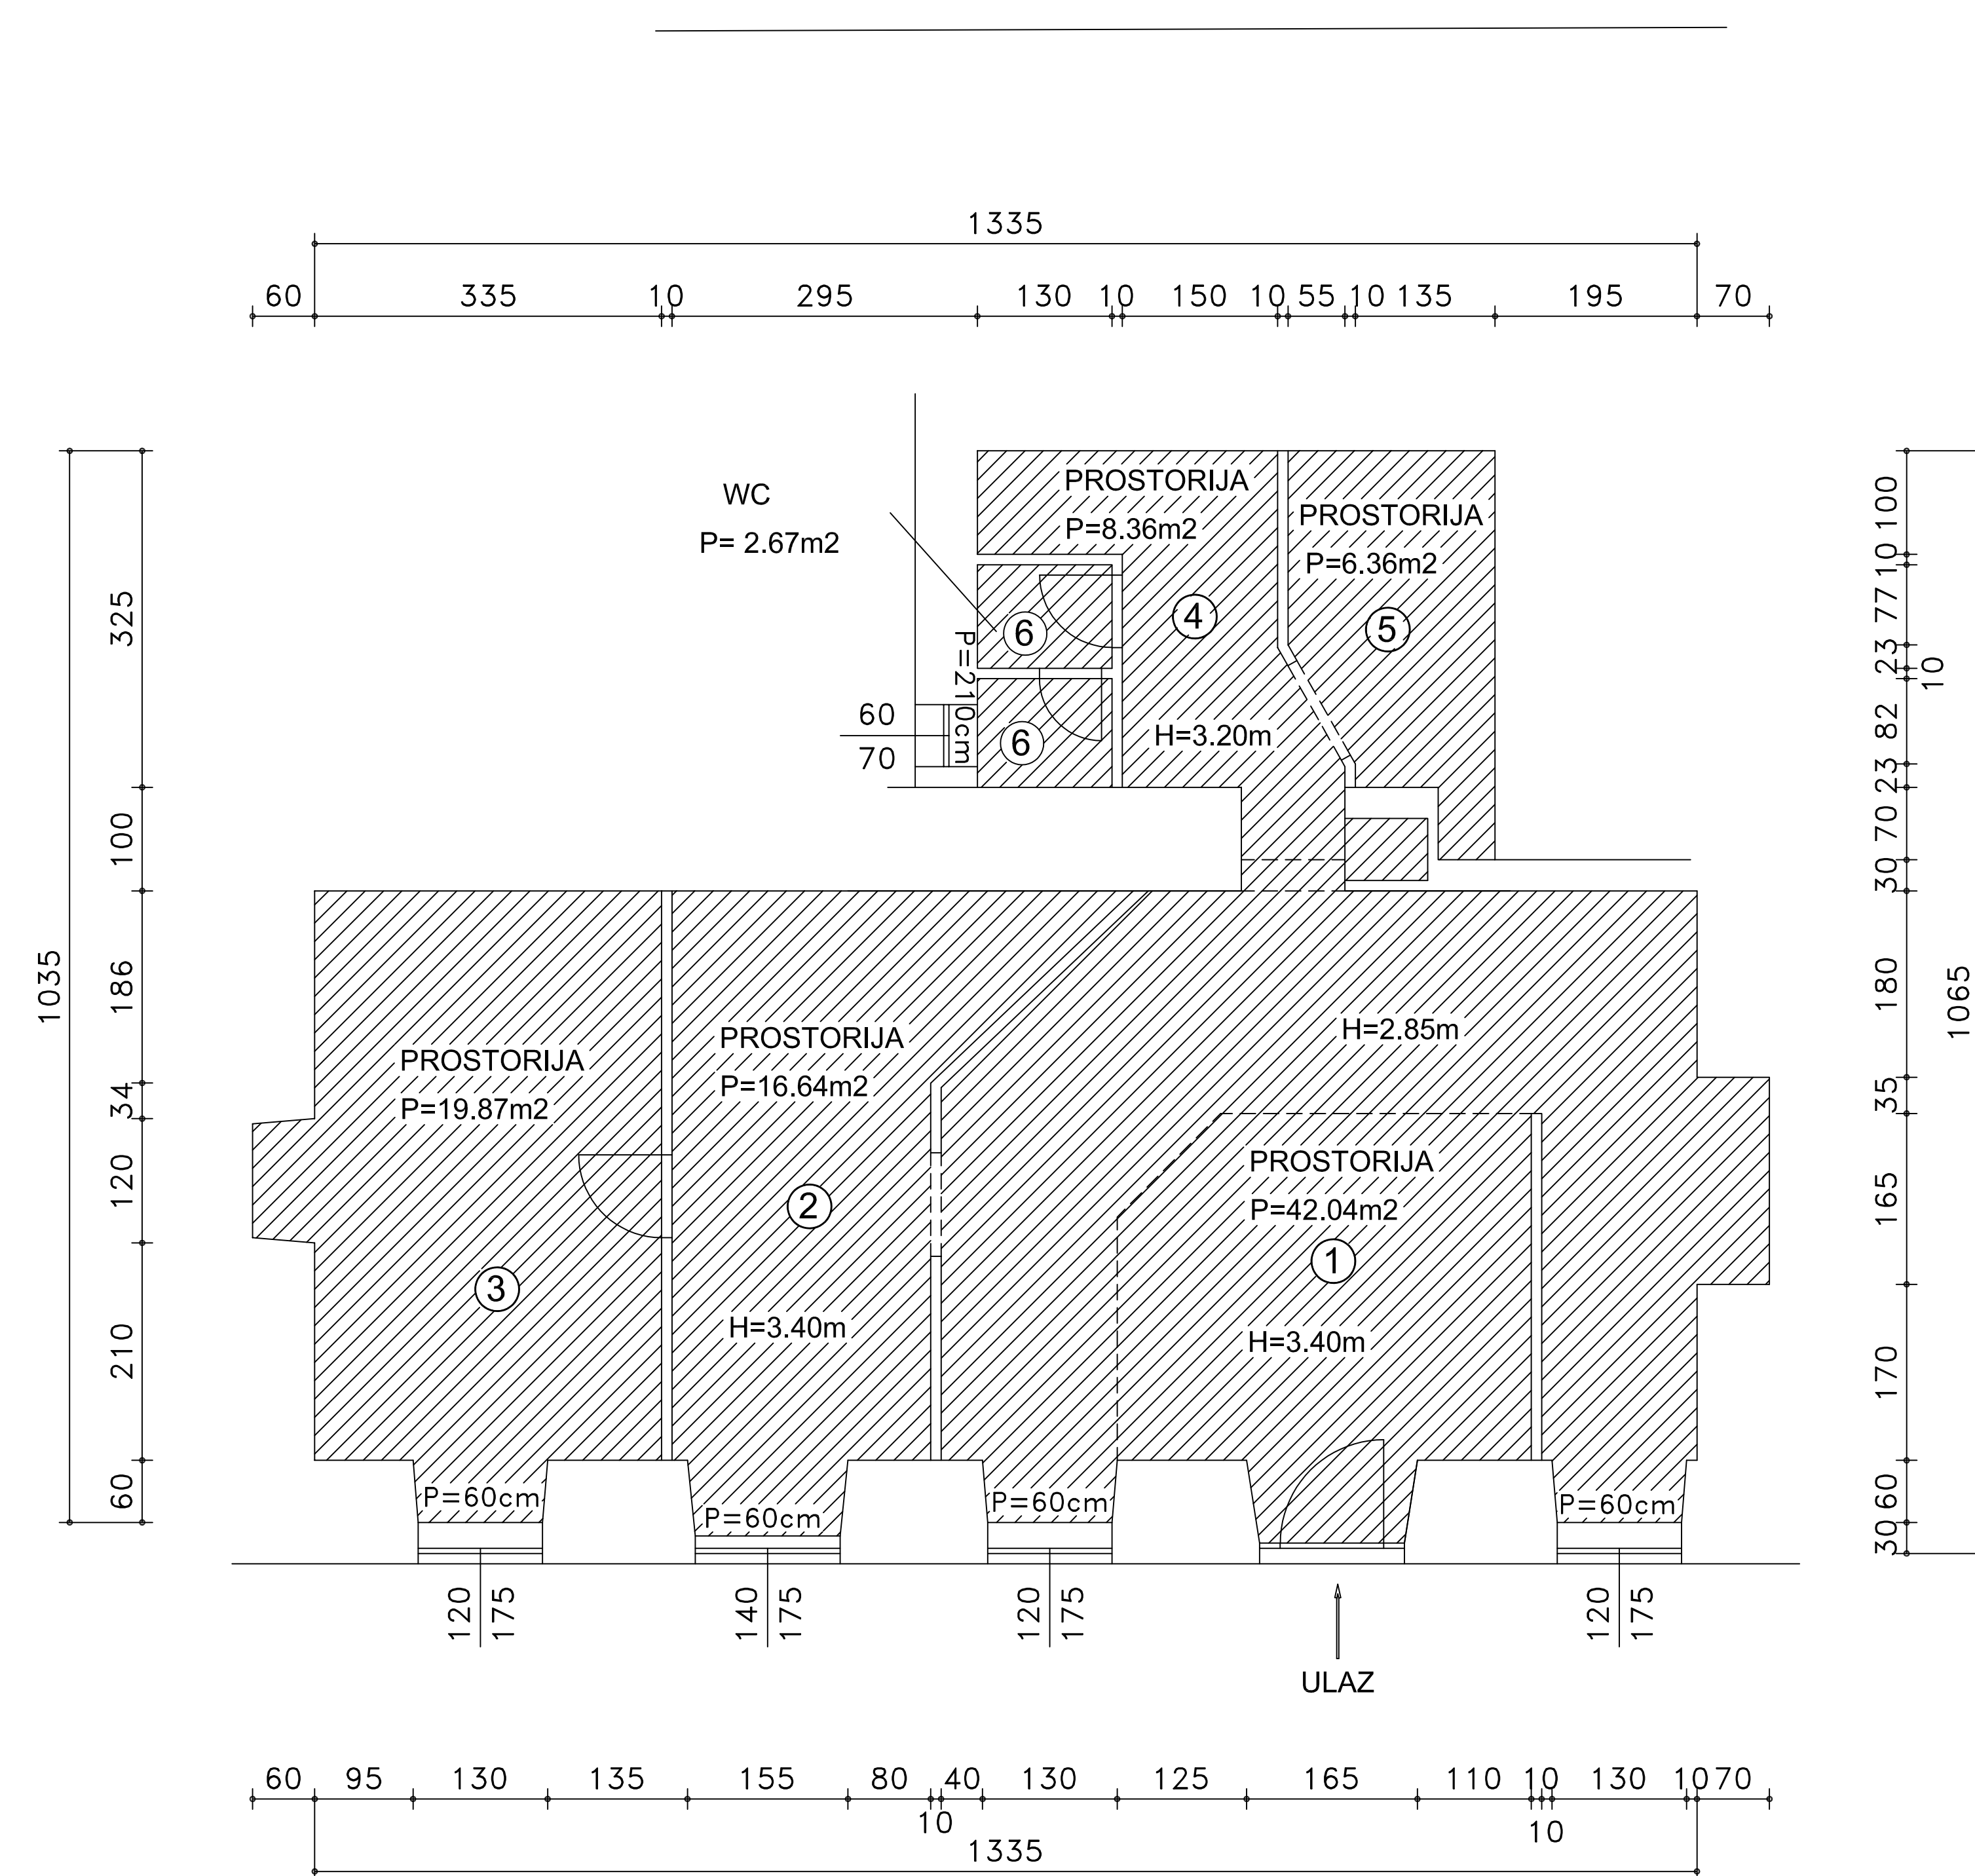 1335
60 335 10 295 130 10 150 10 55 10 135 195 70
WC
P= 2.67m2
PROSTORIJA
P=8.36m2
4
H=3.20m
PROSTORIJA
P=6.36m2
5
6
6
P=210cm
60
70
1035
325
100
186
34
120
210
60
100
10
77
23
10
82
23
70
30
180
35
165
170
60
30
1065
PROSTORIJA
P=19.87m2
3
PROSTORIJA
P=16.64m2
2
H=3.40m
H=2.85m
PROSTORIJA
P=42.04m2
1
H=3.40m
P=60cm
P=60cm
P=60cm
P=60cm
120
175
140
175
120
175
120
175
ULAZ
60 95 130 135 155 80 40 130 125 165 110 10 130 10 70
10
10
1335